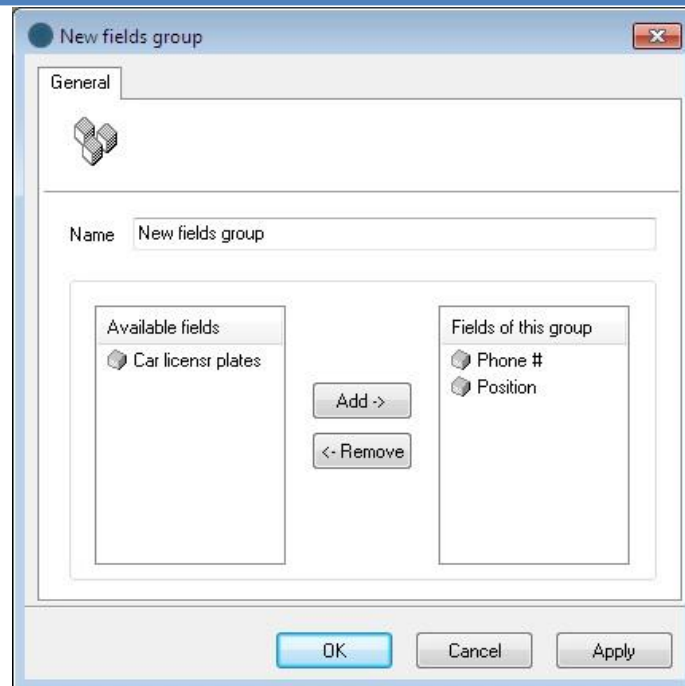 New fields group
General
Name New fields group
Available fields
Car licensr plates
Add ->
<- Remove
Fields of this group
Phone #
Position
OK Cancel Apply